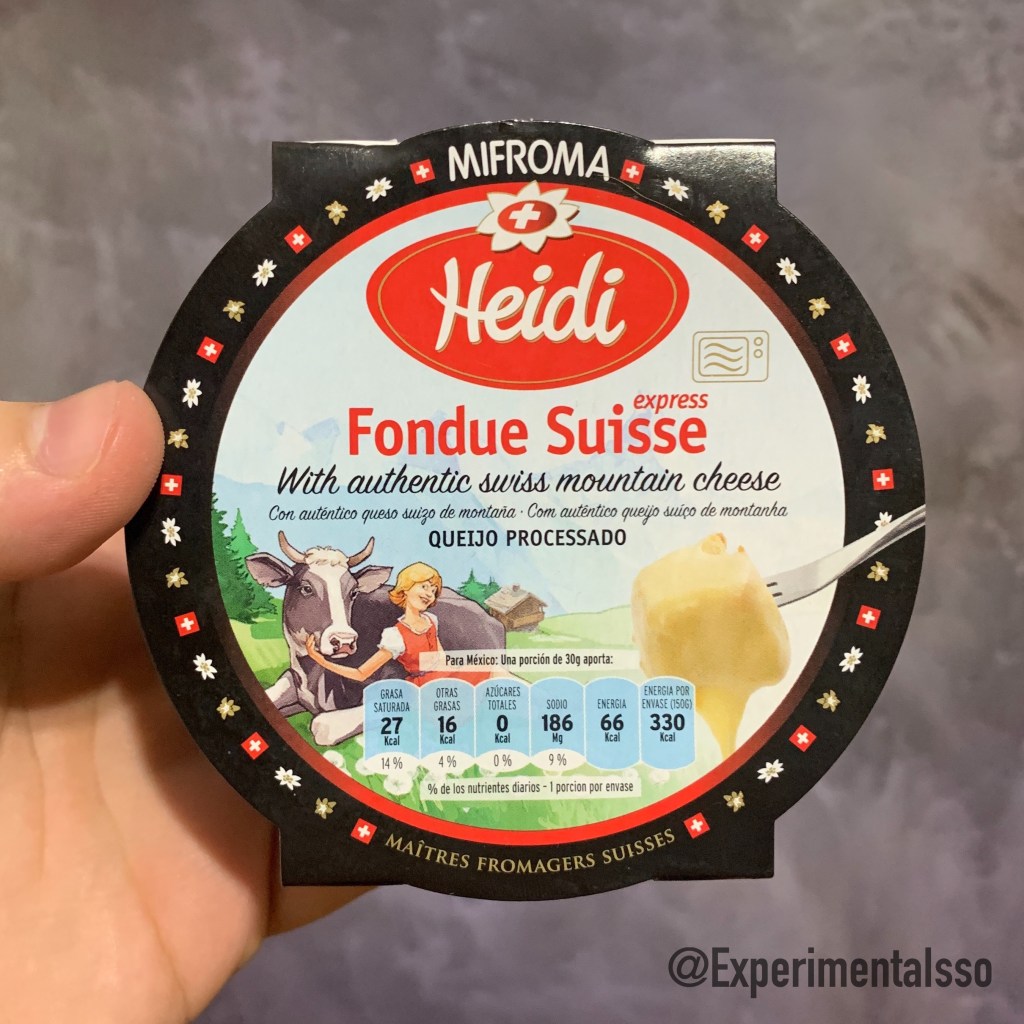 MIFROMA
Heidi
express
Fondue Suisse
With authentic swiss mountain cheese
Con auténtico queso suizo de montaña · Com autêntico queijo suíço de montanha
QUEIJO PROCESSADO
Para México: Una porción de 30g aporta:
GRASA SATURADA 27 Kcal 14 %
OTRAS GRASAS 16 Kcal 4 %
AZÚCARES TOTALES 0 Kcal 0 %
SODIO 186 Mg 9 %
ENERGIA 66 Kcal
ENERGIA POR ENVASE (150G) 330 Kcal
% de los nutrientes diarios - 1 porcion por envase
MAÎTRES FROMAGERS SUISSES
@ExperimentaIsso